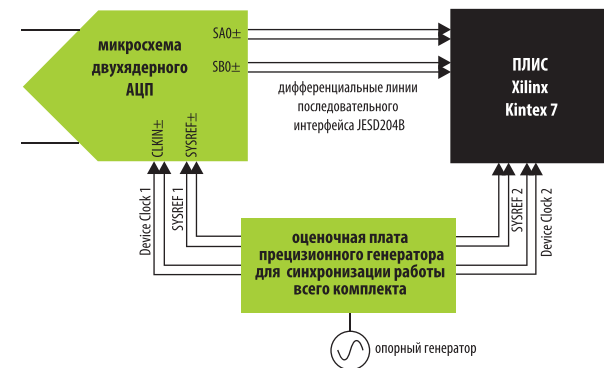 микросхема
двухядерного
АЦП
SA0±
SB0±
CLKIN±
SYSREF±
дифференциальные линии
последовательного
интерфейса JESD204B
ПЛИС
Xilinx
Kintex 7
Device Clock 1
SYSREF 1
SYSREF 2
Device Clock 2
оценочная плата
прецизионного генератора
для синхронизации работы
всего комплекта
опорный генератор